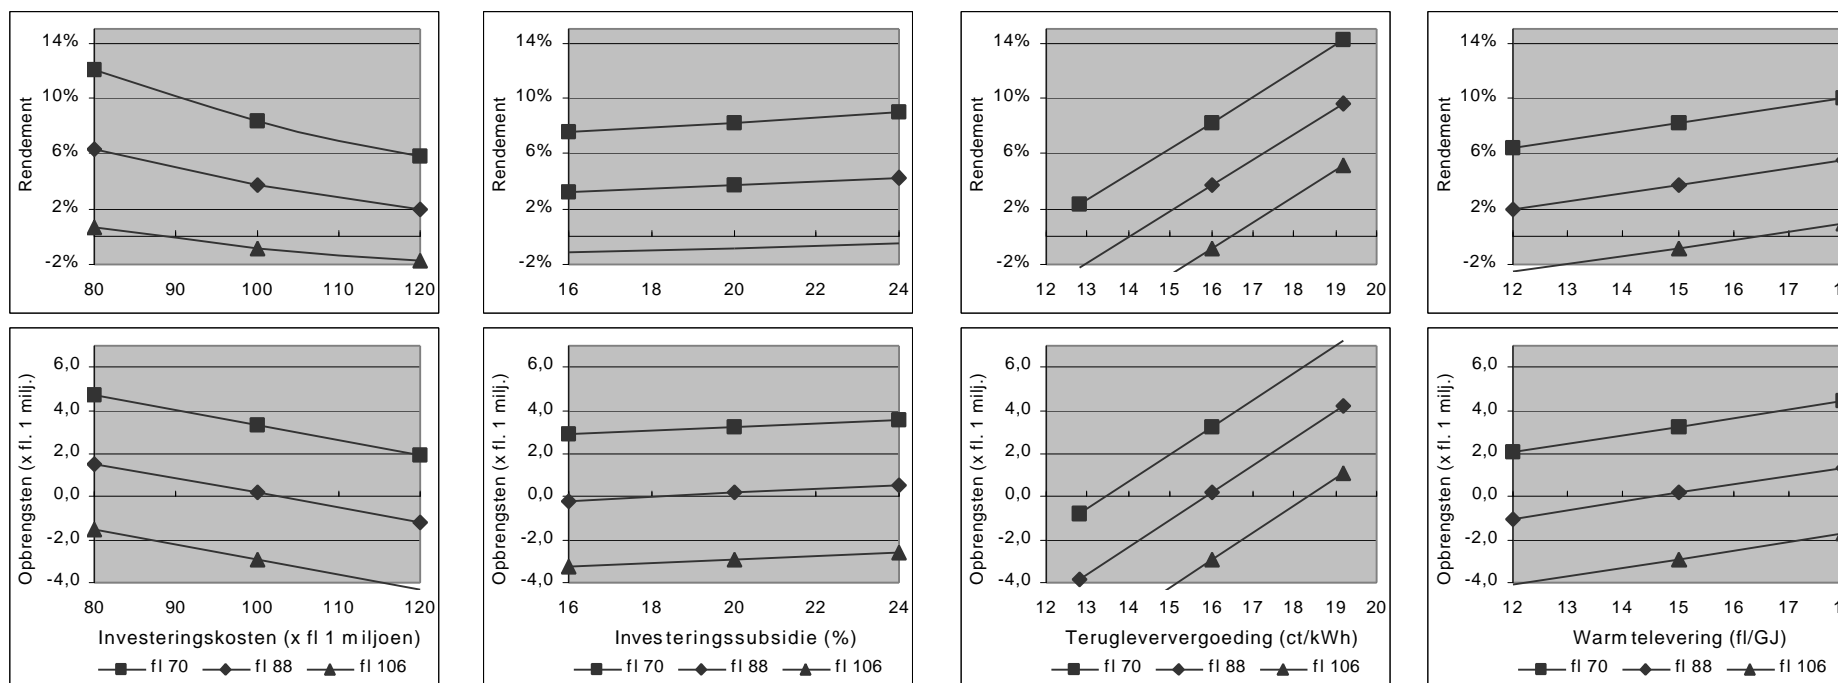 Rendement
14%
10%
6%
2%
-2%
80 90 100 110 120
Rendement
14%
10%
6%
2%
-2%
16 18 20 22 24
Rendement
14%
10%
6%
2%
-2%
12 13 14 15 16 17 18 19 20
Rendement
14%
10%
6%
2%
-2%
12 13 14 15 16 17
Opbrengsten (x fl. 1 milj.)
6,0
4,0
2,0
0,0
-2,0
-4,0
80 90 100 110 120
Investeringskosten (x fl 1 miljoen)
fl 70 fl 88 fl 106
Opbrengsten (x fl. 1 milj.)
6,0
4,0
2,0
0,0
-2,0
-4,0
16 18 20 22 24
Investeringssubsidie (%)
fl 70 fl 88 fl 106
Opbrengsten (x fl. 1 milj.)
6,0
4,0
2,0
0,0
-2,0
-4,0
12 13 14 15 16 17 18 19 20
Terugleververgoeding (ct/kWh)
fl 70 fl 88 fl 106
Opbrengsten (x fl. 1 milj.)
6,0
4,0
2,0
0,0
-2,0
-4,0
12 13 14 15 16 17
Warmtelevering (fl/GJ)
fl 70 fl 88 fl 106